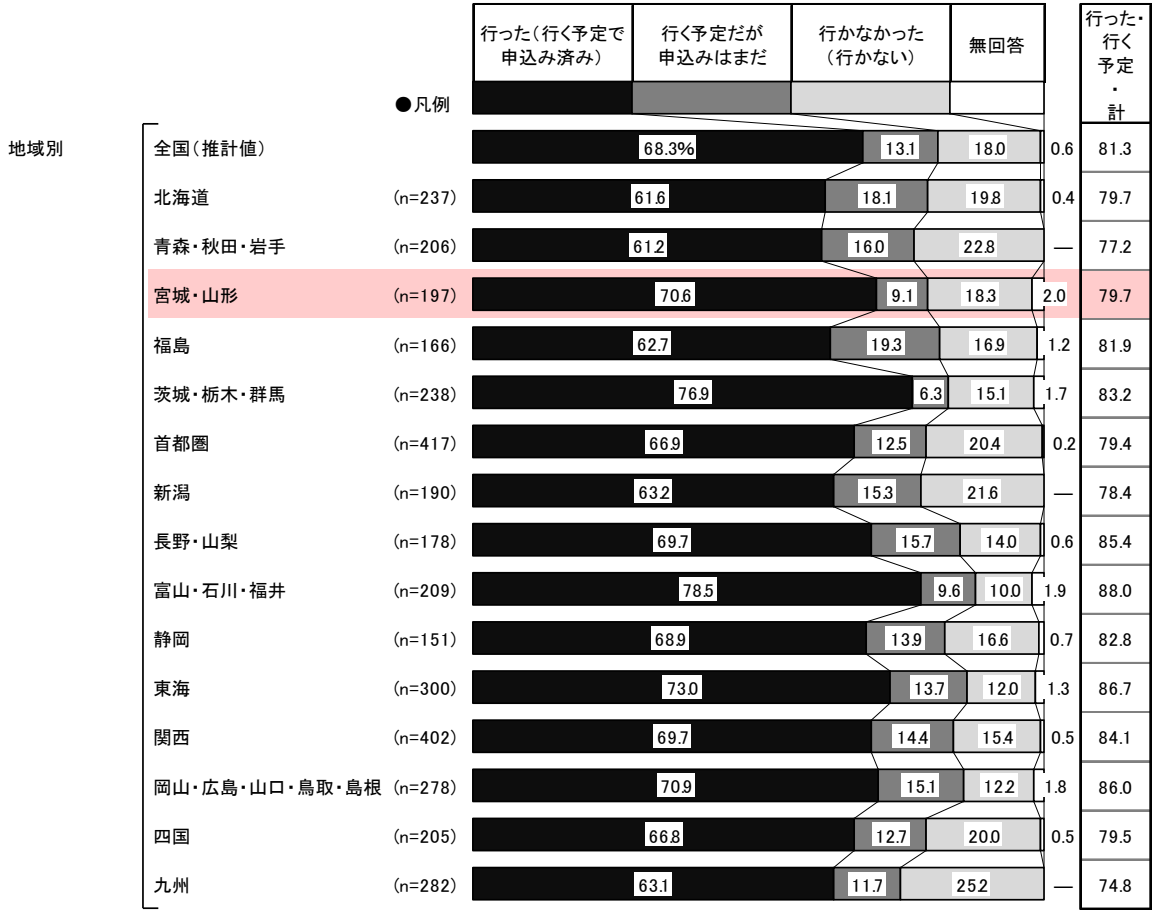 行った（行く予定で
申込み済み）
行く予定だが
申込みはまだ
行かなかった
（行かない）
無回答
行った・
行く
予定
・
計
●凡例
地域別
全国（推計値） 68.3% 13.1 18.0 0.6 81.3
北海道 (n=237) 61.6 18.1 19.8 0.4 79.7
青森・秋田・岩手 (n=206) 61.2 16.0 22.8 — 77.2
宮城・山形 (n=197) 70.6 9.1 18.3 2.0 79.7
福島 (n=166) 62.7 19.3 16.9 1.2 81.9
茨城・栃木・群馬 (n=238) 76.9 6.3 15.1 1.7 83.2
首都圏 (n=417) 66.9 12.5 20.4 0.2 79.4
新潟 (n=190) 63.2 15.3 21.6 — 78.4
長野・山梨 (n=178) 69.7 15.7 14.0 0.6 85.4
富山・石川・福井 (n=209) 78.5 9.6 10.0 1.9 88.0
静岡 (n=151) 68.9 13.9 16.6 0.7 82.8
東海 (n=300) 73.0 13.7 12.0 1.3 86.7
関西 (n=402) 69.7 14.4 15.4 0.5 84.1
岡山・広島・山口・鳥取・島根 (n=278) 70.9 15.1 12.2 1.8 86.0
四国 (n=205) 66.8 12.7 20.0 0.5 79.5
九州 (n=282) 63.1 11.7 25.2 — 74.8